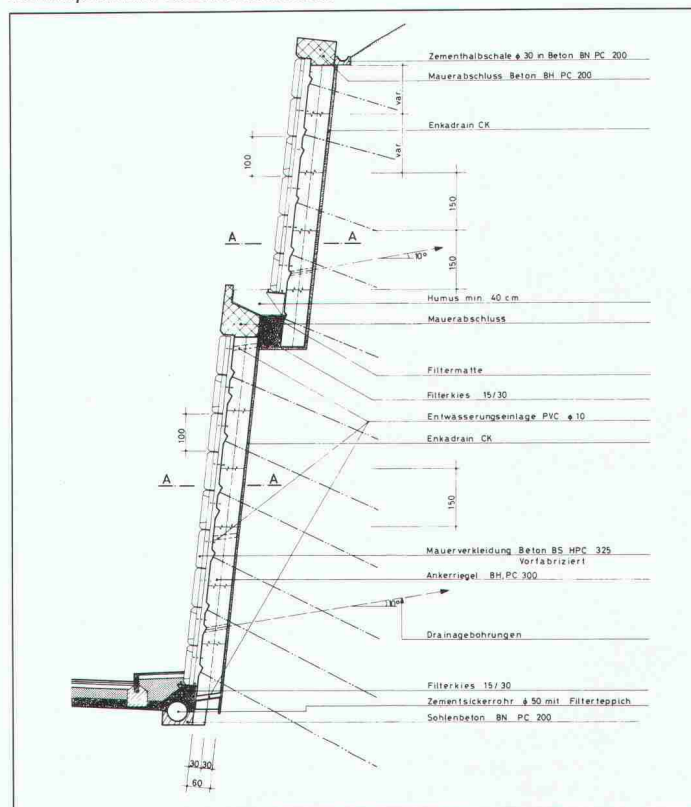 Zementhalbschale ϕ 30 in Beton BN PC 200
Mauerabschluss Beton BH PC 200
var.
Enkadrain CK
var.
100
150
A
A
150
10°
Humus min. 40 cm
Mauerabschluss
Filtermatte
Filterkies 15/30
Entwässerungseinlage PVC ϕ 10
100
Enkadrain CK
A
A
150
Mauerverkleidung Beton BS HPC 325
Vorfabriziert
Ankerriegel BH, PC 300
10°
Drainagebohrungen
Filterkies 15/30
Zementsickerrohr ϕ 50 mit Filterteppich
Sohlenbeton BN PC 200
30 30
60